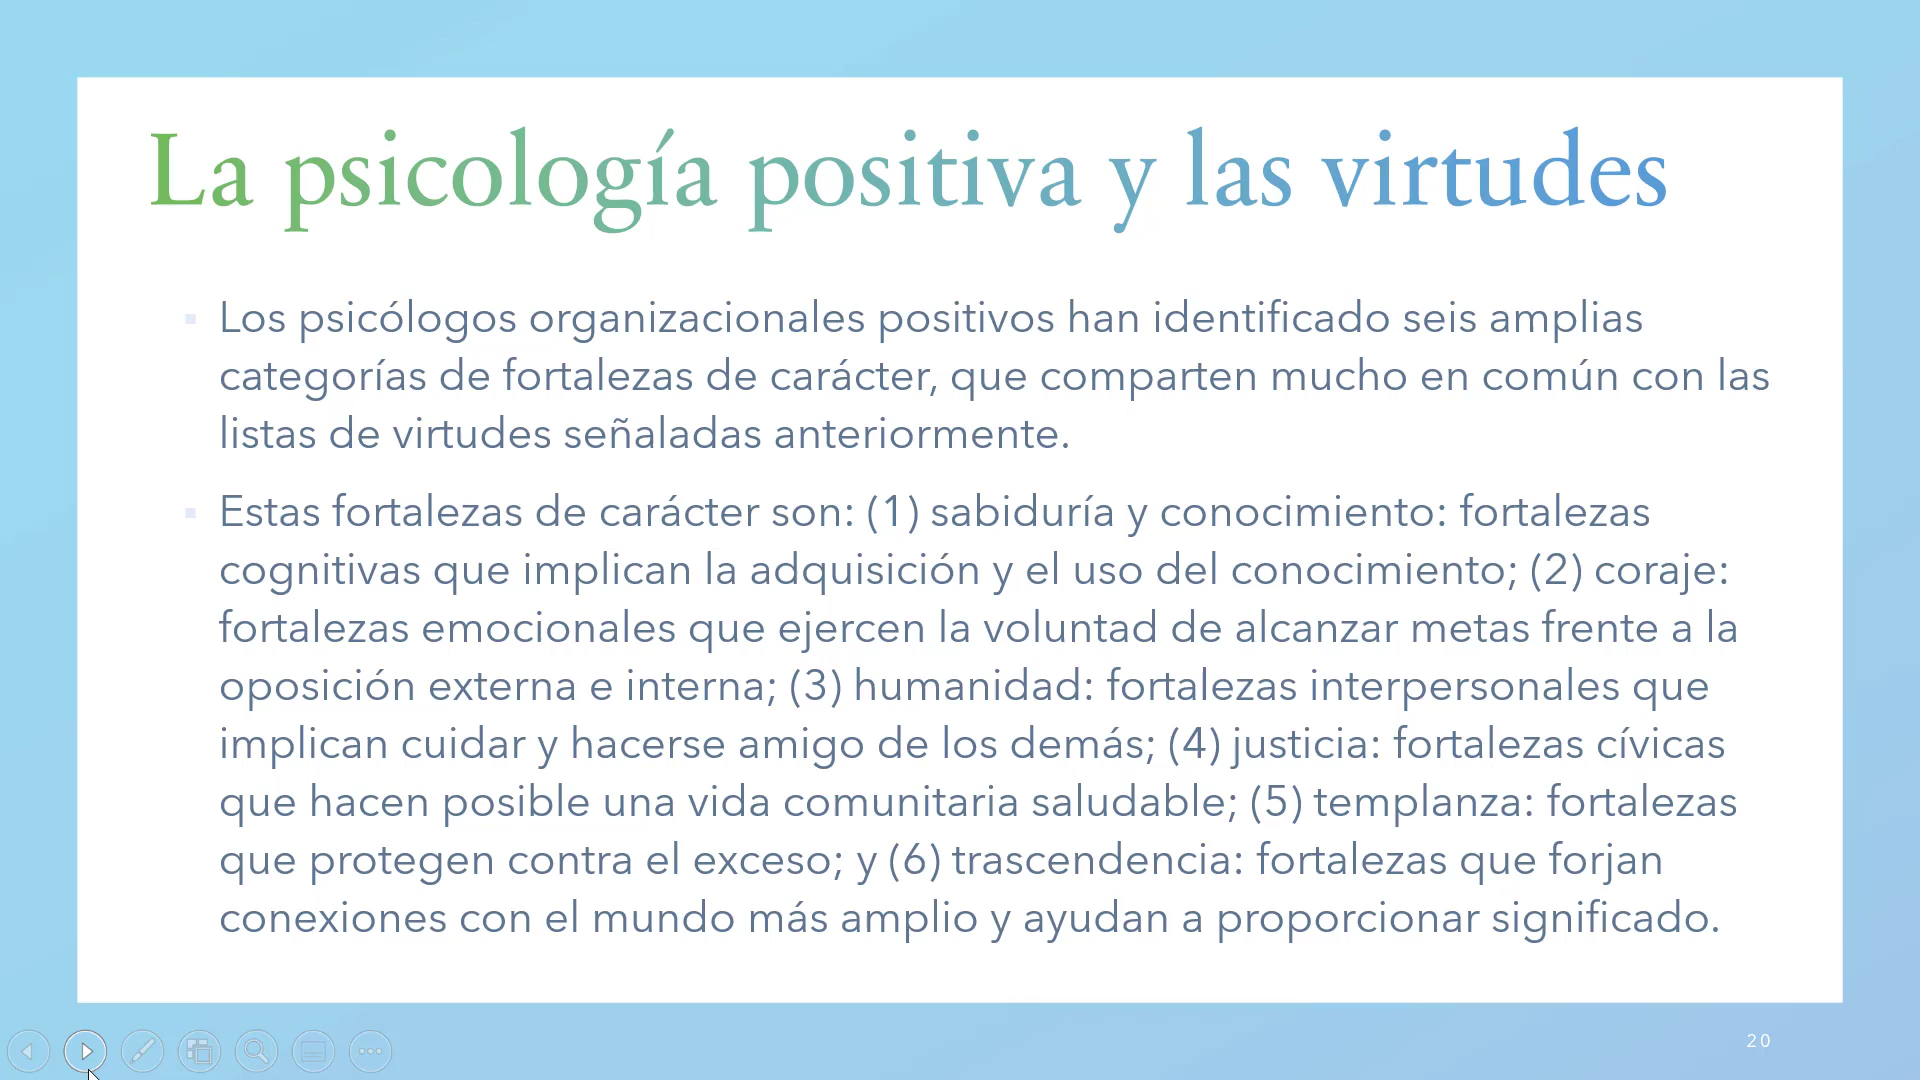 La psicología positiva y las virtudes
Los psicólogos organizacionales positivos han identificado seis amplias
categorías de fortalezas de carácter, que comparten mucho en común con las
listas de virtudes señaladas anteriormente.
Estas fortalezas de carácter son: (1) sabiduría y conocimiento: fortalezas
cognitivas que implican la adquisición y el uso del conocimiento; (2) coraje:
fortalezas emocionales que ejercen la voluntad de alcanzar metas frente a la
oposición externa e interna; (3) humanidad: fortalezas interpersonales que
implican cuidar y hacerse amigo de los demás; (4) justicia: fortalezas cívicas
que hacen posible una vida comunitaria saludable; (5) templanza: fortalezas
que protegen contra el exceso; y (6) trascendencia: fortalezas que forjan
conexiones con el mundo más amplio y ayudan a proporcionar significado.
20